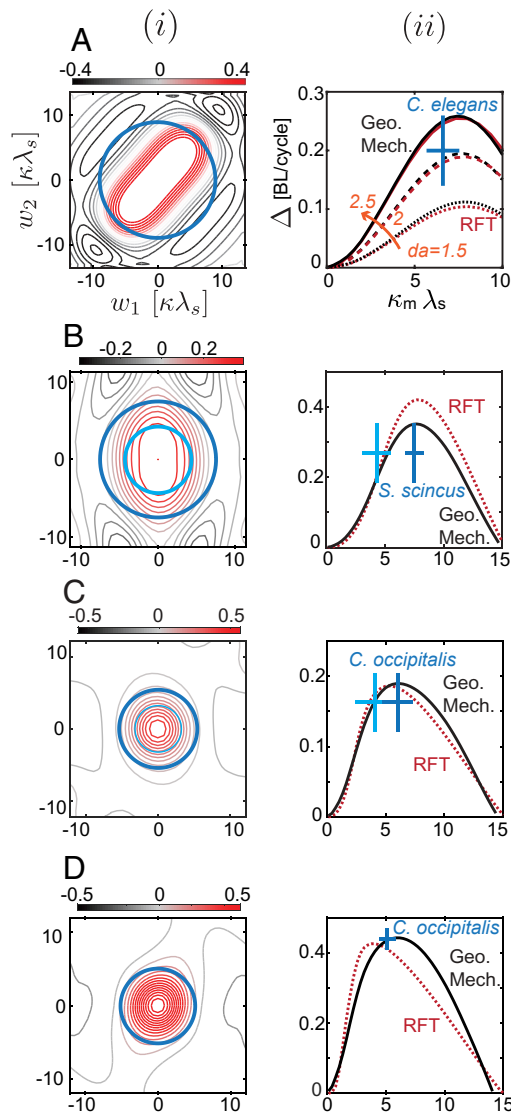 (i)
(ii)
A
-0.4 0 0.4
10
0
-10
w2 [κλs]
-10 0 10
w1 [κλs]
0.3
0.2
0.1
0
Δ [BL/cycle]
C. elegans
Geo.
Mech.
2.5
2
da=1.5
RFT
0 5 10
κm λs
B
-0.2 0 0.2
10
0
-10
-10 0 10
0.4
0.2
0
RFT
S. scincus
Geo.
Mech.
0 5 10 15
C
-0.5 0 0.5
10
0
-10
-10 0 10
0.2
0.1
0
C. occipitalis
Geo.
Mech.
RFT
0 5 10 15
D
-0.5 0 0.5
10
0
-10
-10 0 10
0.4
0.2
0
C. occipitalis
Geo.
Mech.
RFT
0 5 10 15